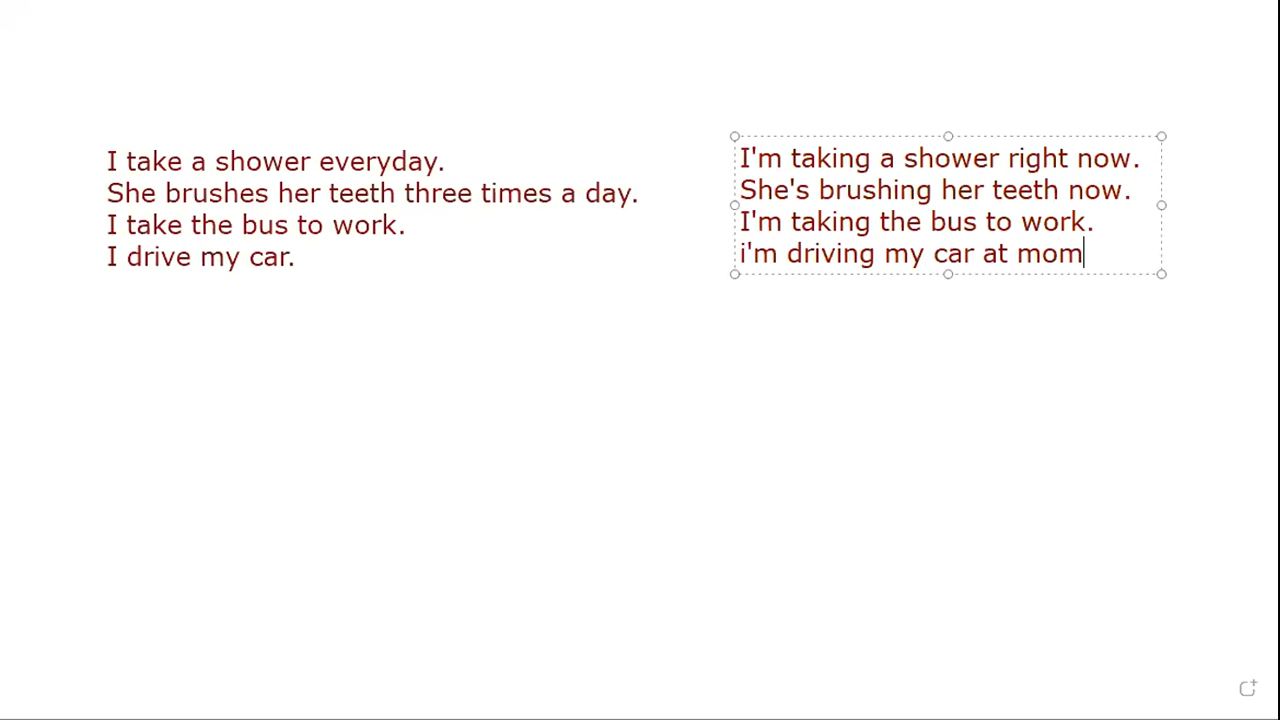 I take a shower everyday.
She brushes her teeth three times a day.
I take the bus to work.
I drive my car.
I'm taking a shower right now.
She's brushing her teeth now.
I'm taking the bus to work.
i'm driving my car at mom